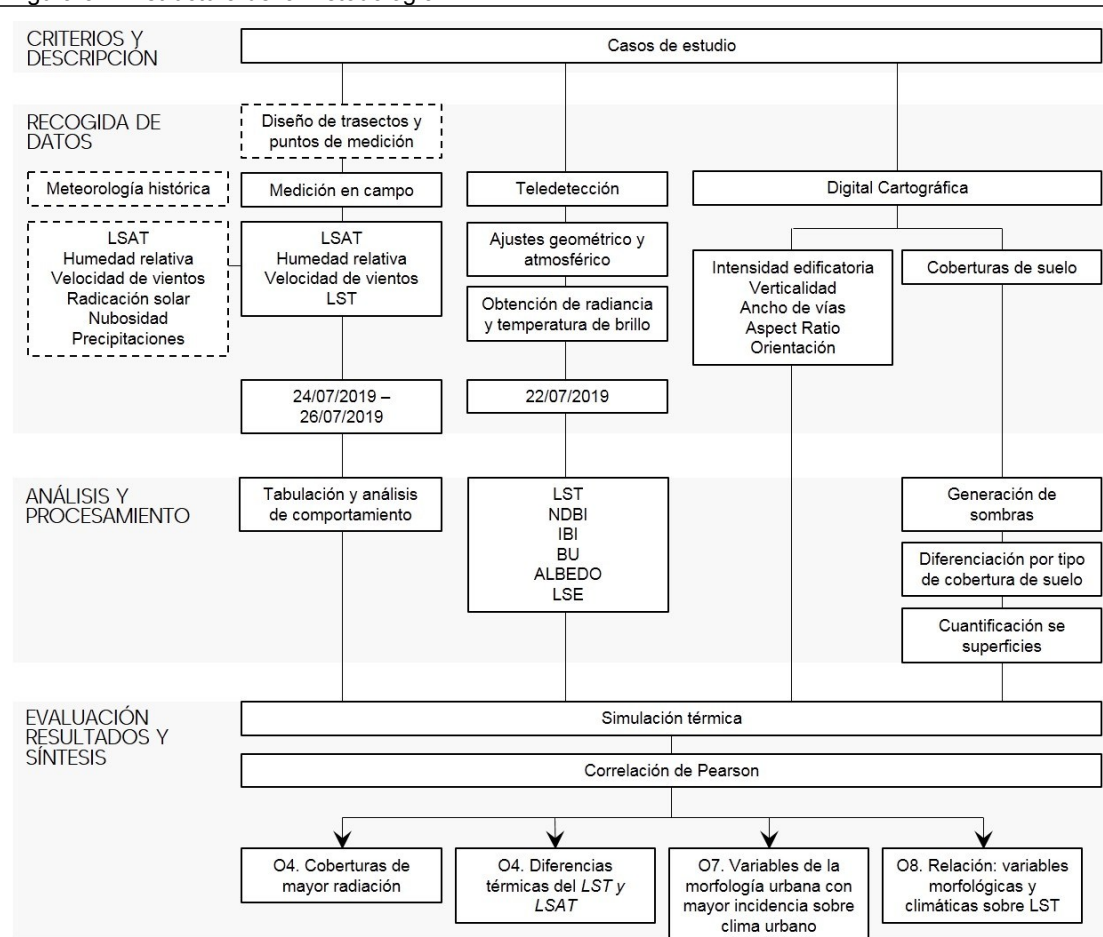 CRITERIOS Y
DESCRIPCIÓN
Casos de estudio
RECOGIDA DE
DATOS
Diseño de trasectos y
puntos de medición
Meteorología histórica
Medición en campo
Teledetección
Digital Cartográfica
LSAT
Humedad relativa
Velocidad de vientos
Radicación solar
Nubosidad
Precipitaciones
LSAT
Humedad relativa
Velocidad de vientos
LST
Ajustes geométrico y
atmosférico
Obtención de radiancia
y temperatura de brillo
Intensidad edificatoria
Verticalidad
Ancho de vías
Aspect Ratio
Orientación
Coberturas de suelo
24/07/2019 –
26/07/2019
22/07/2019
ANÁLISIS Y
PROCESAMIENTO
Tabulación y análisis
de comportamiento
LST
NDBI
IBI
BU
ALBEDO
LSE
Generación de
sombras
Diferenciación por tipo
de cobertura de suelo
Cuantificación se
superficies
EVALUACIÓN
RESULTADOS Y
SÍNTESIS
Simulación térmica
Correlación de Pearson
O4. Coberturas de
mayor radiación
O4. Diferencias
térmicas del LST y
LSAT
O7. Variables de la
morfología urbana con
mayor incidencia sobre
clima urbano
O8. Relación: variables
morfológicas y
climáticas sobre LST